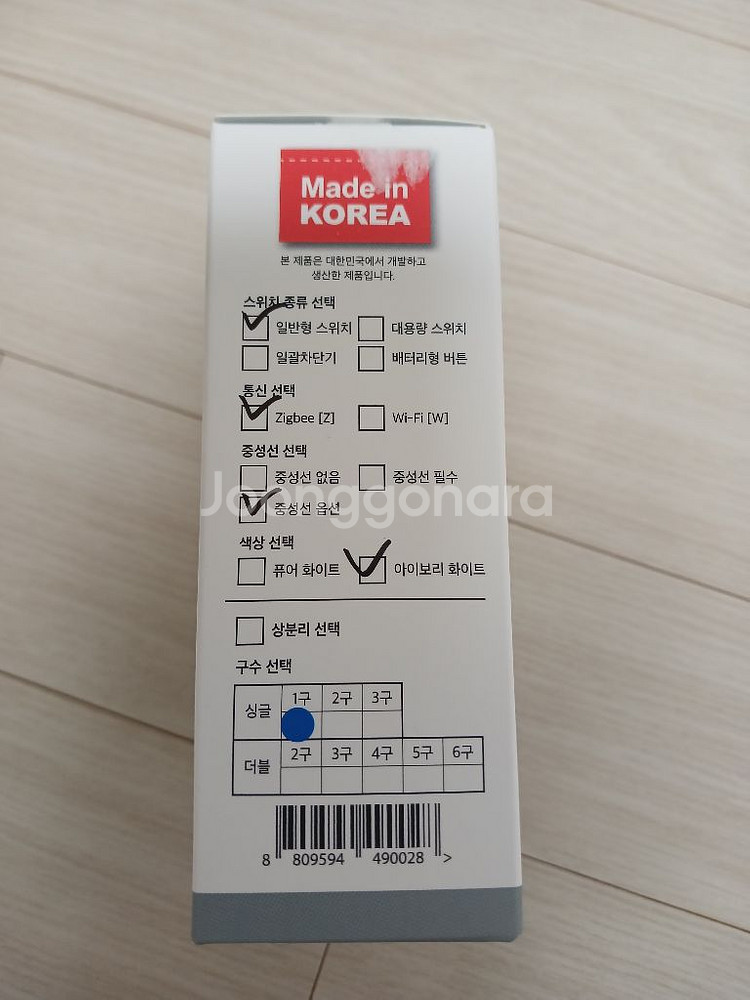 Made in
KOREA
본 제품은 대한민국에서 개발하고
생산한 제품입니다.
스위치 종류 선택
일반형 스위치 대용량 스위치
일괄차단기 배터리형 버튼
통신 선택
Zigbee [Z] Wi-Fi [W]
중성선 선택
중성선 없음 중성선 필수
Joonggonara
중성선 옵션
색상 선택
퓨어 화이트 아이보리 화이트
상분리 선택
구수 선택
싱글 1구 2구 3구
더블 2구 3구 4구 5구 6구
8 809594 490028 >